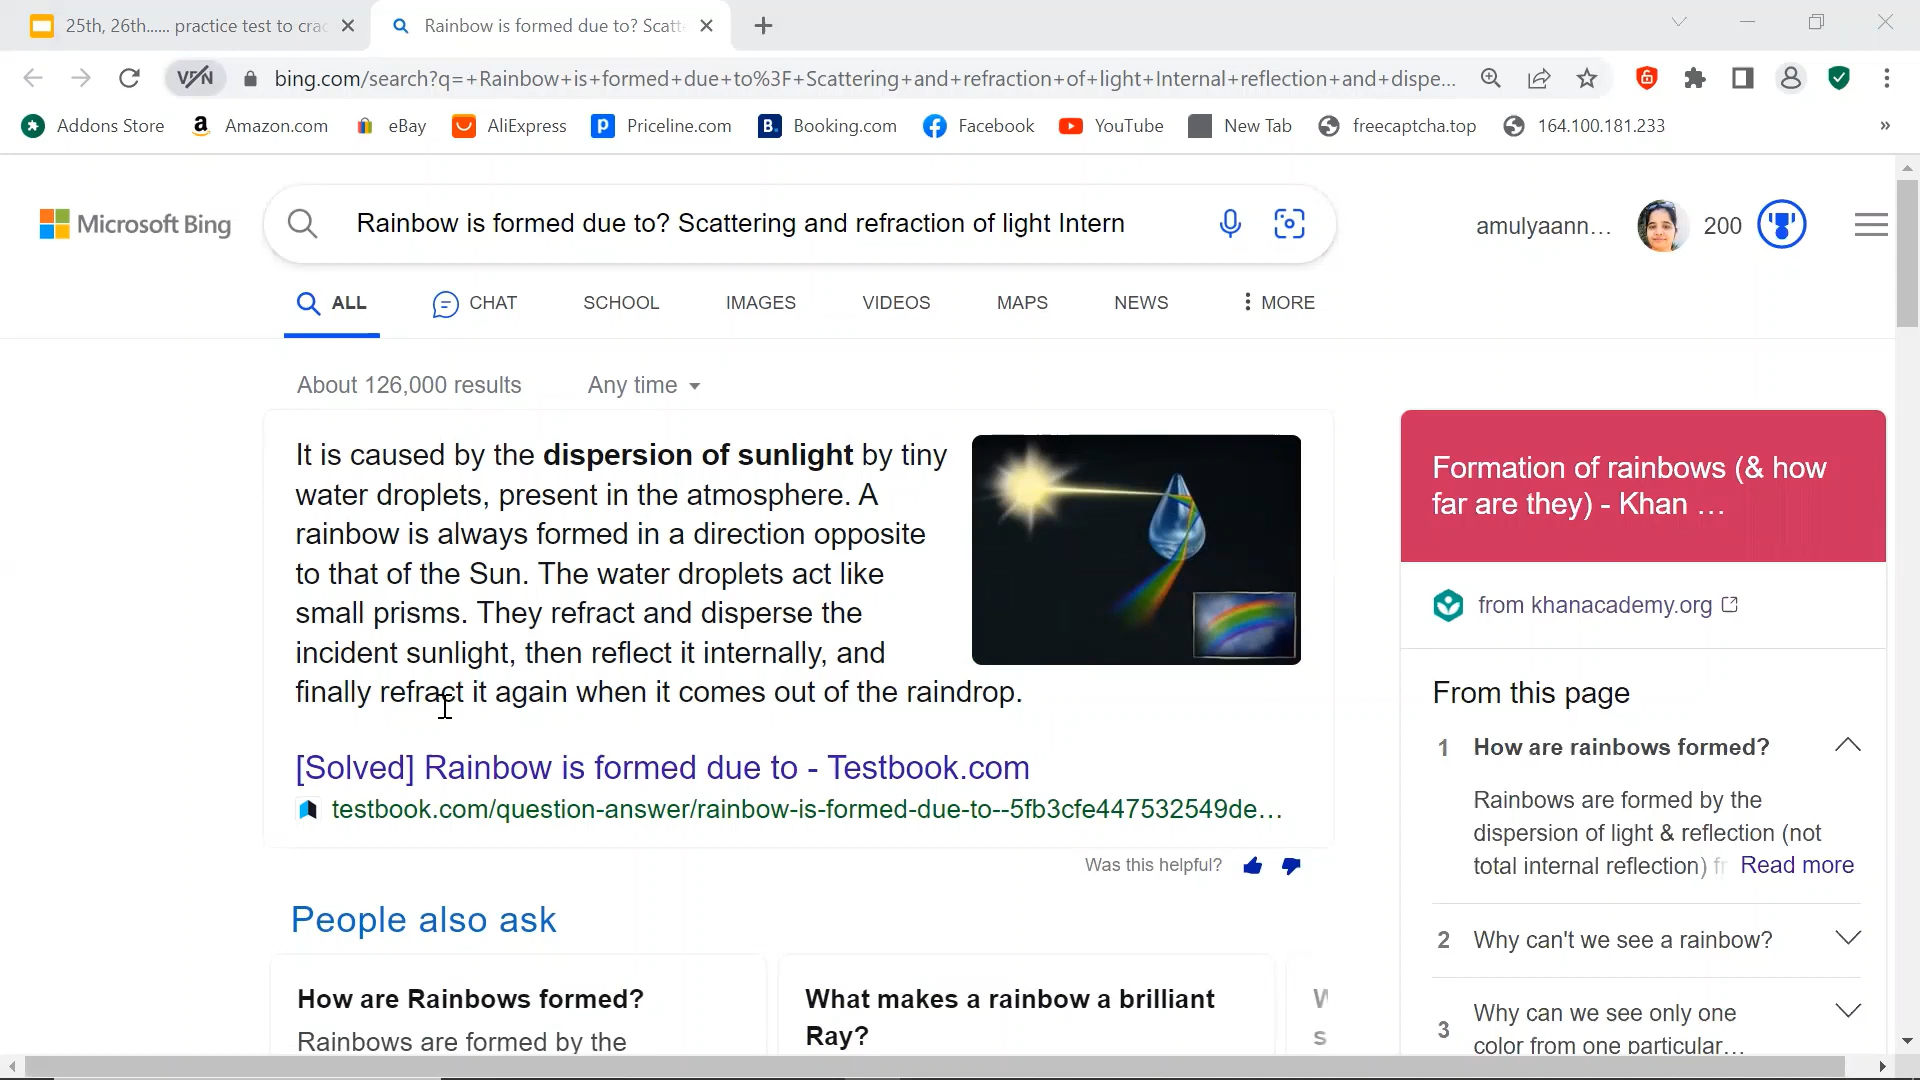 25th, 26th...... practice test to crac
Rainbow is formed due to? Scatte
VPN
bing.com/search?q=+Rainbow+is+formed+due+to%3F+Scattering+and+refraction+of+light+Internal+reflection+and+dispe...
Addons Store
Amazon.com
eBay
AliExpress
Priceline.com
Booking.com
Facebook
YouTube
New Tab
freecaptcha.top
164.100.181.233
»
Microsoft Bing
Rainbow is formed due to? Scattering and refraction of light Intern
amulyaann...
200
ALL
CHAT
SCHOOL
IMAGES
VIDEOS
MAPS
NEWS
MORE
About 126,000 results
Any time
It is caused by the dispersion of sunlight by tiny
water droplets, present in the atmosphere. A
rainbow is always formed in a direction opposite
to that of the Sun. The water droplets act like
small prisms. They refract and disperse the
incident sunlight, then reflect it internally, and
finally refract it again when it comes out of the raindrop.
[Solved] Rainbow is formed due to - Testbook.com
testbook.com/question-answer/rainbow-is-formed-due-to--5fb3cfe447532549de...
Was this helpful?
People also ask
How are Rainbows formed?
Rainbows are formed by the
What makes a rainbow a brilliant
Ray?
Formation of rainbows (& how
far are they) - Khan ...
from khanacademy.org
From this page
1 How are rainbows formed?
Rainbows are formed by the
dispersion of light & reflection (not
total internal reflection) Read more
2 Why can't we see a rainbow?
3 Why can we see only one
color from one particular...